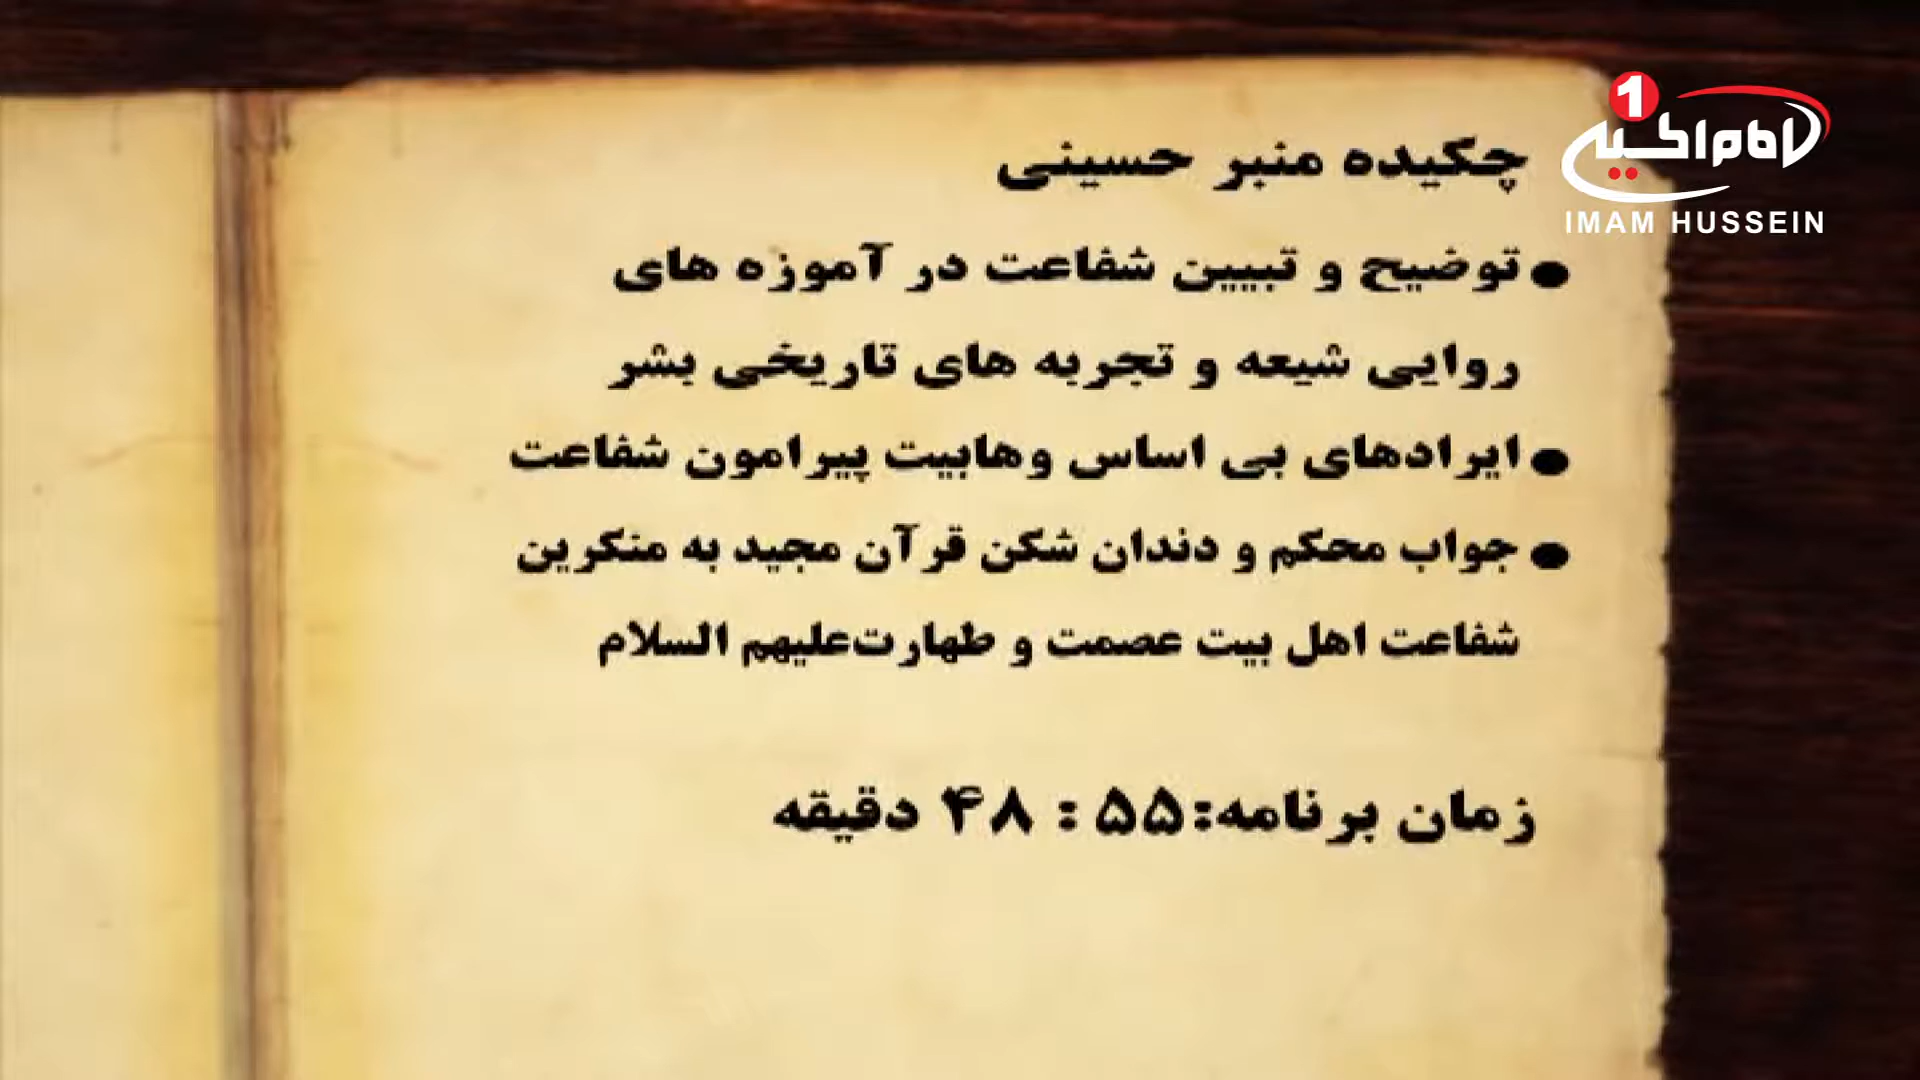 چکیده منبر حسینی
●توضیح و تبیین شفاعت در آموزه های
روایی شیعه و تجربه های تاریخی بشر
●ایرادهای بی اساس وهابیت پیرامون شفاعت
●جواب محکم و دندان شکن قرآن مجید به منکرین
شفاعت اهل بیت عصمت و طهارت‌علیهم السلام
زمان برنامه:۵۵ : ۴۸ دقیقه
1
IMAM HUSSEIN